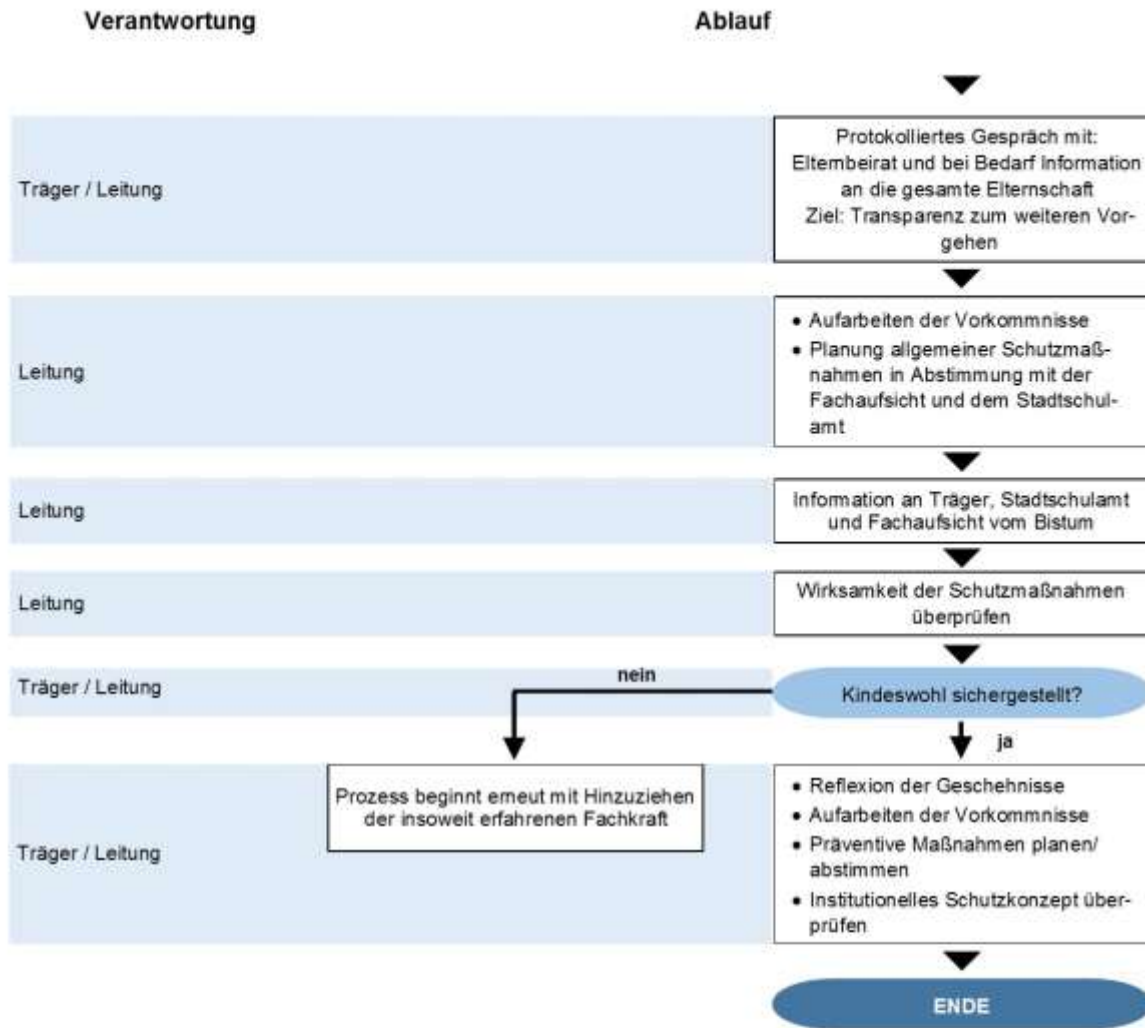 Verantwortung
Ablauf
Träger / Leitung
Protokolliertes Gespräch mit:
Elternbeirat und bei Bedarf Information
an die gesamte Elternschaft
Ziel: Transparenz zum weiteren Vor-
gehen
Leitung
• Aufarbeiten der Vorkommnisse
• Planung allgemeiner Schutzmaß-
nahmen in Abstimmung mit der
Fachaufsicht und dem Stadtschul-
amt
Leitung
Information an Träger, Stadtschulamt
und Fachaufsicht vom Bistum
Leitung
Wirksamkeit der Schutzmaßnahmen
überprüfen
Träger / Leitung
nein
Kindeswohl sichergestellt?
ja
Träger / Leitung
Prozess beginnt erneut mit Hinzuziehen
der insoweit erfahrenen Fachkraft
• Reflexion der Geschehnisse
• Aufarbeiten der Vorkommnisse
• Präventive Maßnahmen planen/
abstimmen
• Institutionelles Schutzkonzept über-
prüfen
ENDE